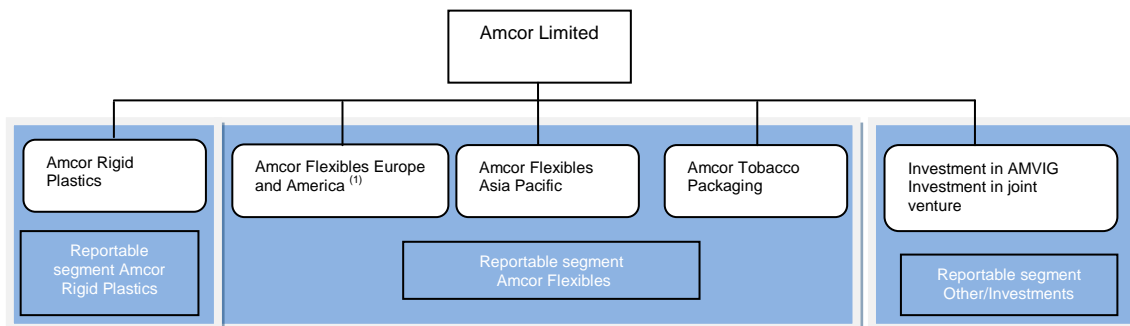 Amcor Limited
Amcor Rigid
Plastics
Amcor Flexibles Europe
and America (1)
Amcor Flexibles
Asia Pacific
Amcor Tobacco
Packaging
Investment in AMVIG
Investment in joint
venture
Reportable
segment Amcor
Rigid Plastics
Reportable segment
Amcor Flexibles
Reportable segment
Other/Investments